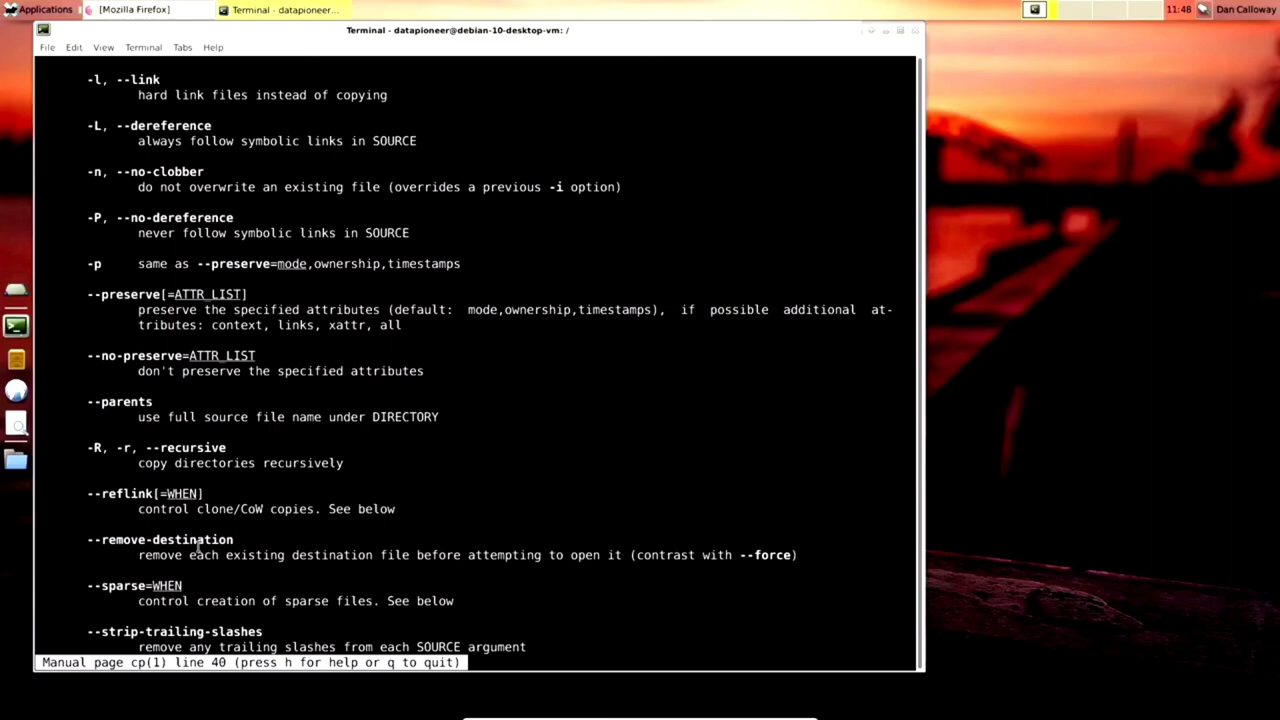 Applications
[Mozilla Firefox]
Terminal - datapioneer...
11:48
Dan Calloway
Terminal - datapioneer@debian-10-desktop-vm: /
File Edit View Terminal Tabs Help
-l, --link
hard link files instead of copying
-L, --dereference
always follow symbolic links in SOURCE
-n, --no-clobber
do not overwrite an existing file (overrides a previous -i option)
-P, --no-dereference
never follow symbolic links in SOURCE
-p same as --preserve=mode,ownership,timestamps
--preserve[=ATTR_LIST]
preserve the specified attributes (default: mode,ownership,timestamps), if possible additional at-
tributes: context, links, xattr, all
--no-preserve=ATTR_LIST
don't preserve the specified attributes
--parents
use full source file name under DIRECTORY
-R, -r, --recursive
copy directories recursively
--reflink[=WHEN]
control clone/CoW copies. See below
--remove-destination
remove each existing destination file before attempting to open it (contrast with --force)
--sparse=WHEN
control creation of sparse files. See below
--strip-trailing-slashes
remove any trailing slashes from each SOURCE argument
Manual page cp(1) line 40 (press h for help or q to quit)